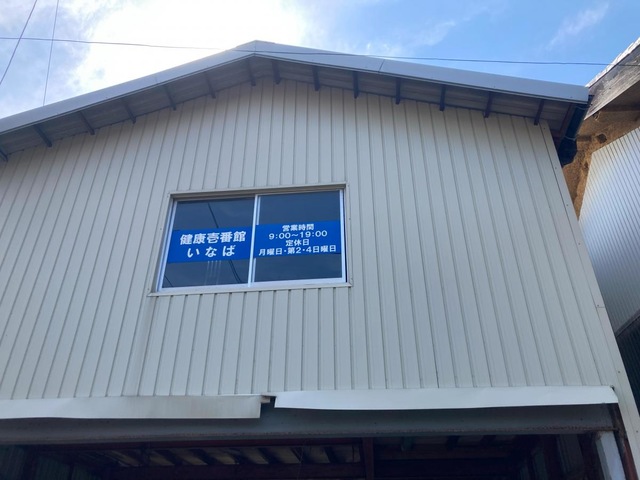 健康壱番館
いなば
営業時間
9:00～19:00
定休日
月曜日・第2・4日曜日